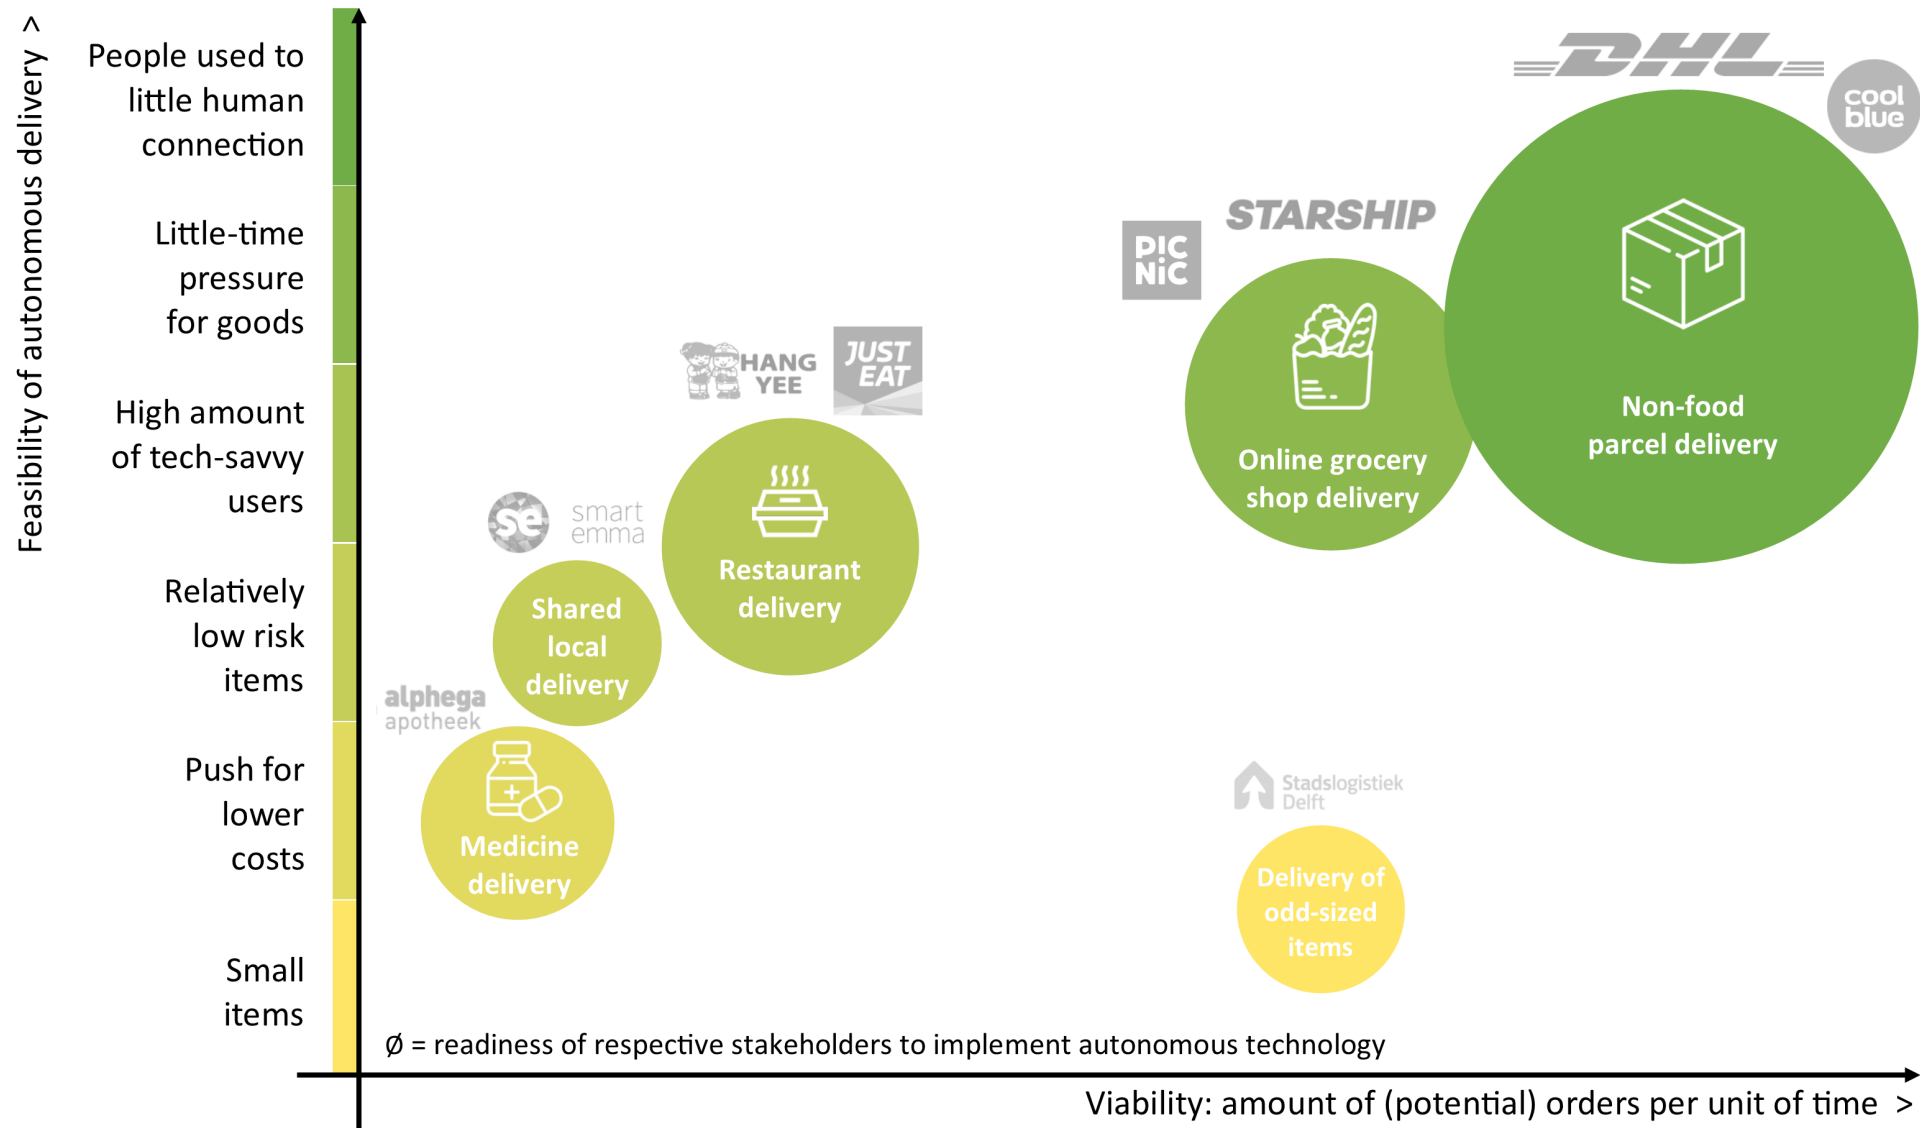 Feasibility of autonomous delivery >
People used to
little human
connection
Little-time
pressure
for goods
High amount
of tech-savvy
users
Relatively
low risk
items
Push for
lower
costs
Small
items
DHL
cool
blue
STARSHIP
PIC
NiC
HANG
YEE
JUST
EAT
se
smart
emma
alphega
apotheek
Stadslogistiek
Delft
Non-food
parcel delivery
Online grocery
shop delivery
Restaurant
delivery
Shared
local
delivery
Medicine
delivery
Delivery of
odd-sized
items
Ø = readiness of respective stakeholders to implement autonomous technology
Viability: amount of (potential) orders per unit of time >